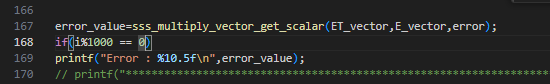 166
167 error_value=sss_multiply_vector_get_scalar(ET_vector,E_vector,error);
168 if(i%1000 == 0)
169 printf("Error : %10.5f\n",error_value);
170 // printf("**********************************************************************